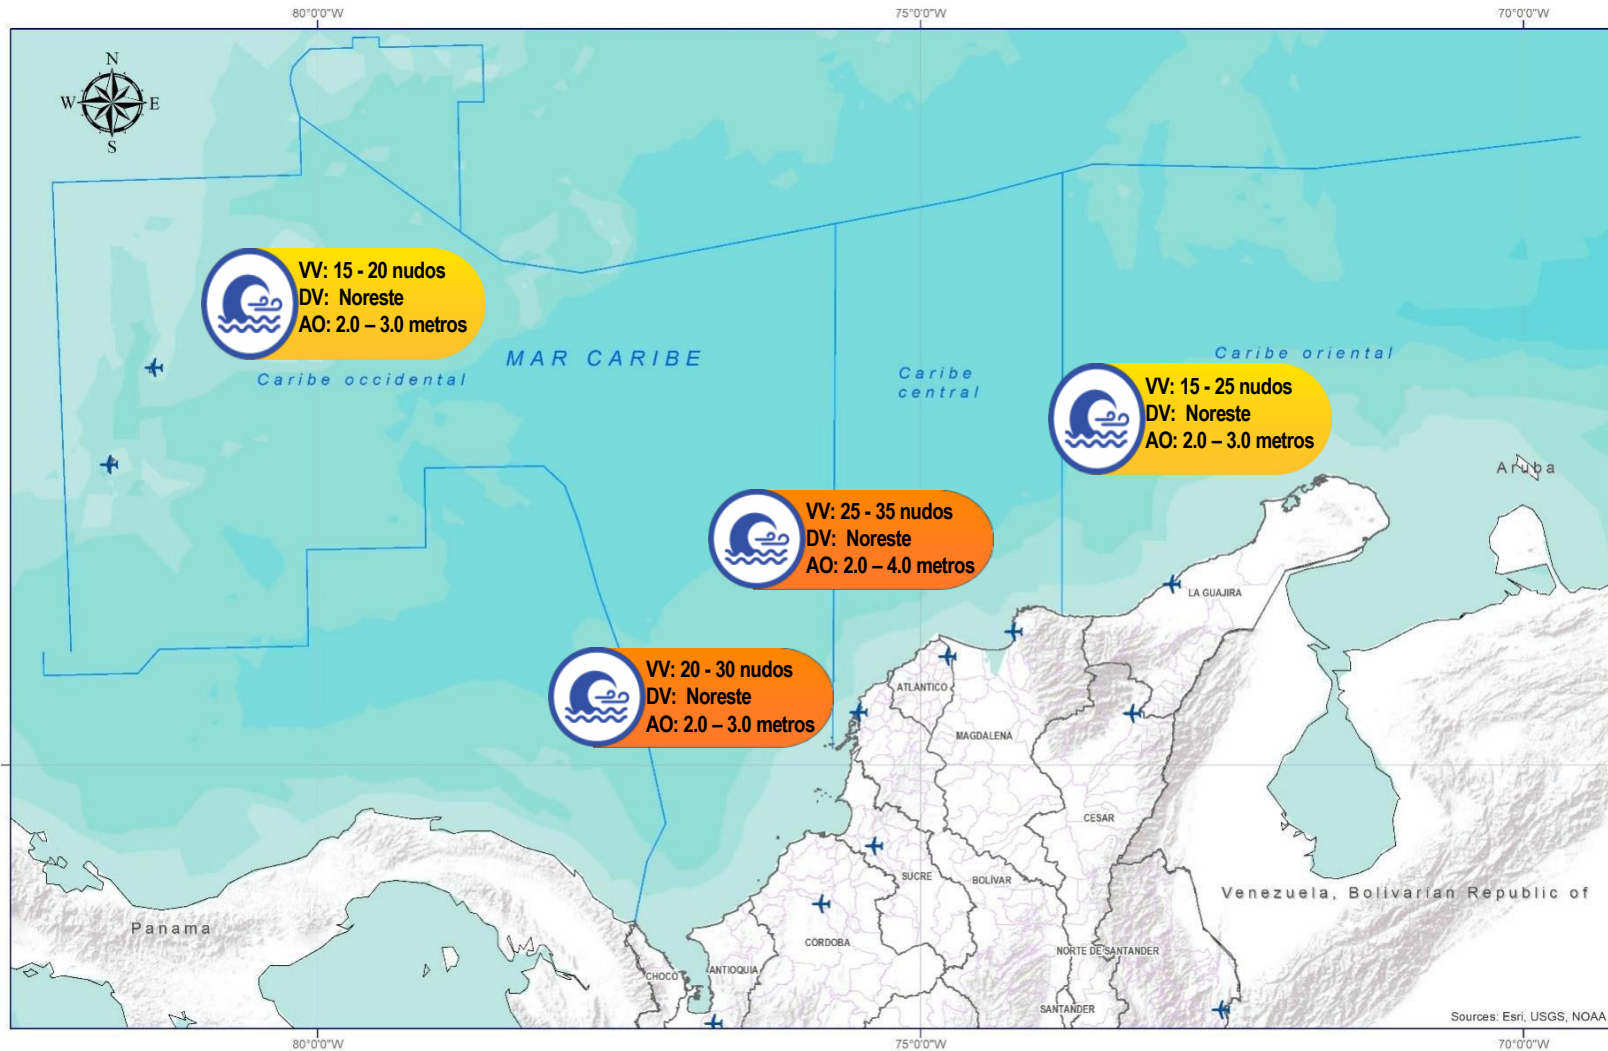 80°0'0"W
75°0'0"W
70°0'0"W
N
W
E
S
VV: 15 - 20 nudos
DV: Noreste
AO: 2.0 – 3.0 metros
MAR CARIBE
Caribe occidental
Caribe
central
Caribe oriental
VV: 15 - 25 nudos
DV: Noreste
AO: 2.0 – 3.0 metros
Aruba
VV: 25 - 35 nudos
DV: Noreste
AO: 2.0 – 4.0 metros
LA GUAJIRA
VV: 20 - 30 nudos
DV: Noreste
AO: 2.0 – 3.0 metros
ATLÁNTICO
MAGDALENA
CESAR
SUCRE
BOLÍVAR
Venezuela, Bolivarian Republic of
Panama
CÓRDOBA
NORTE DE SANTANDER
CHOCÓ
ANTIOQUIA
SANTANDER
Sources: Esri, USGS, NOAA
80°0'0"W
75°0'0"W
70°0'0"W